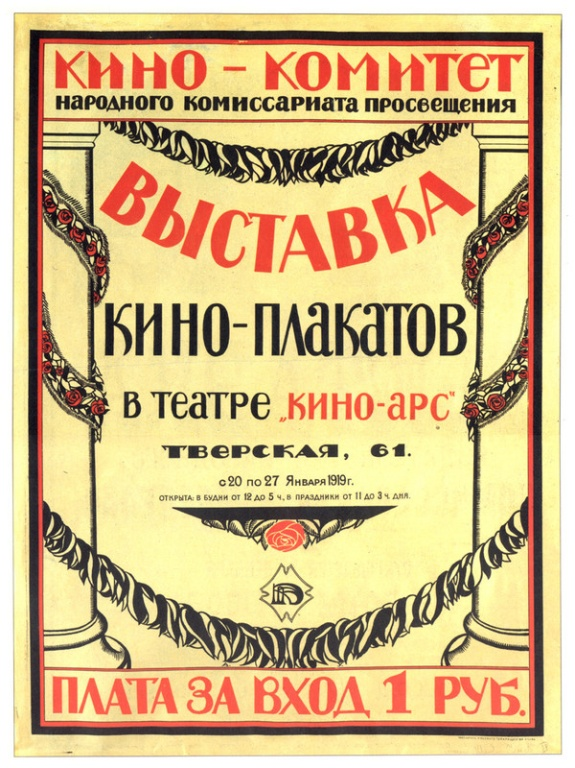 КИНО – КОМИТЕТ
НАРОДНОГО КОМИССАРИАТА ПРОСВЕЩЕНИЯ
ВЫСТАВКА
КИНО-ПЛАКАТОВ
В ТЕАТРЕ „КИНО-АРС"
ТВЕРСКАЯ, 61.
с 20 по 27 Января 1919 г.
ОТКРЫТА: В БУДНИ ОТ 12 ДО 5 Ч., В ПРАЗДНИКИ ОТ 11 ДО 3 Ч. ДНЯ.
ПЛАТА ЗА ВХОД 1 РУБ.